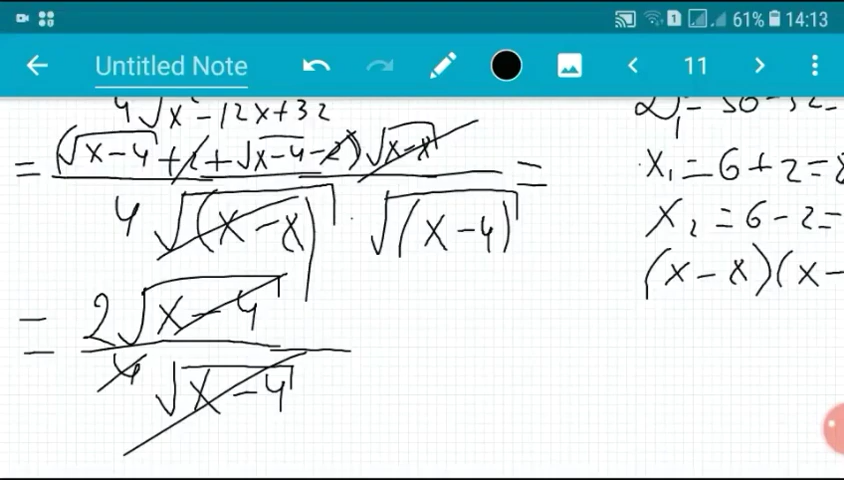 61% 14:13
Untitled Note 11
4√x² - 12x + 32
= (√x-4 + 2 + √x-4 - 2) √x-8 =
4 √(x-8) · √(x-4)
= 2√x-4
4 √x-4
x₁ = 6 + 2 = 8
x₂ = 6 - 2 =
(x - 8)(x -